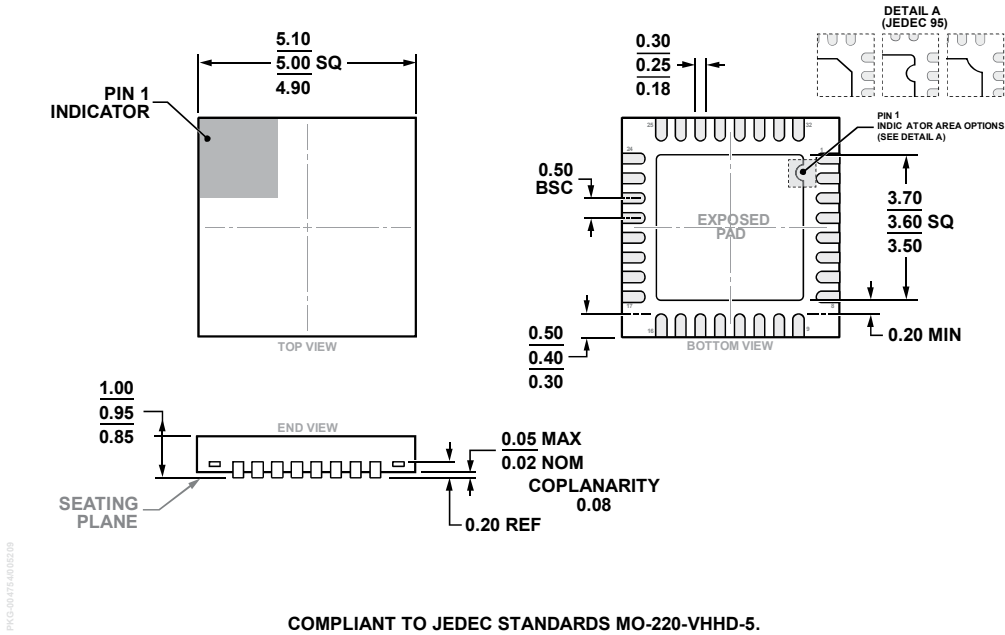 DETAIL A
(JEDEC 95)
5.10
5.00 SQ
4.90
0.30
0.25
0.18
PIN 1
INDICATOR
PIN 1
INDIC ATOR AREA OPTIONS
(SEE DETAIL A)
25
32
24
1
0.50
BSC
EXPOSED
PAD
3.70
3.60 SQ
3.50
17
8
16
9
0.20 MIN
TOP VIEW
BOTTOM VIEW
0.50
0.40
0.30
1.00
0.95
0.85
END VIEW
0.05 MAX
0.02 NOM
COPLANARITY
0.08
SEATING
PLANE
0.20 REF
PKG-004754/005209
COMPLIANT TO JEDEC STANDARDS MO-220-VHHD-5.